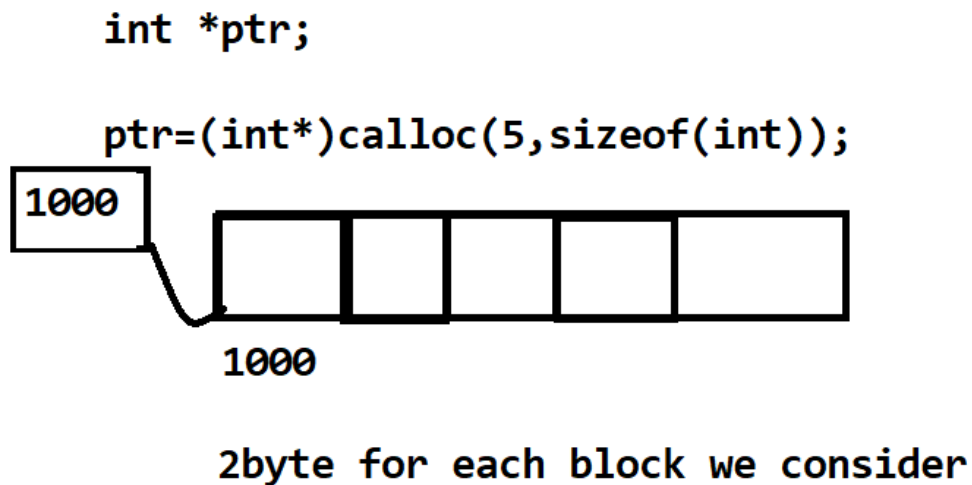 int *ptr;
ptr=(int*)calloc(5,sizeof(int));
1000
1000
2byte for each block we consider